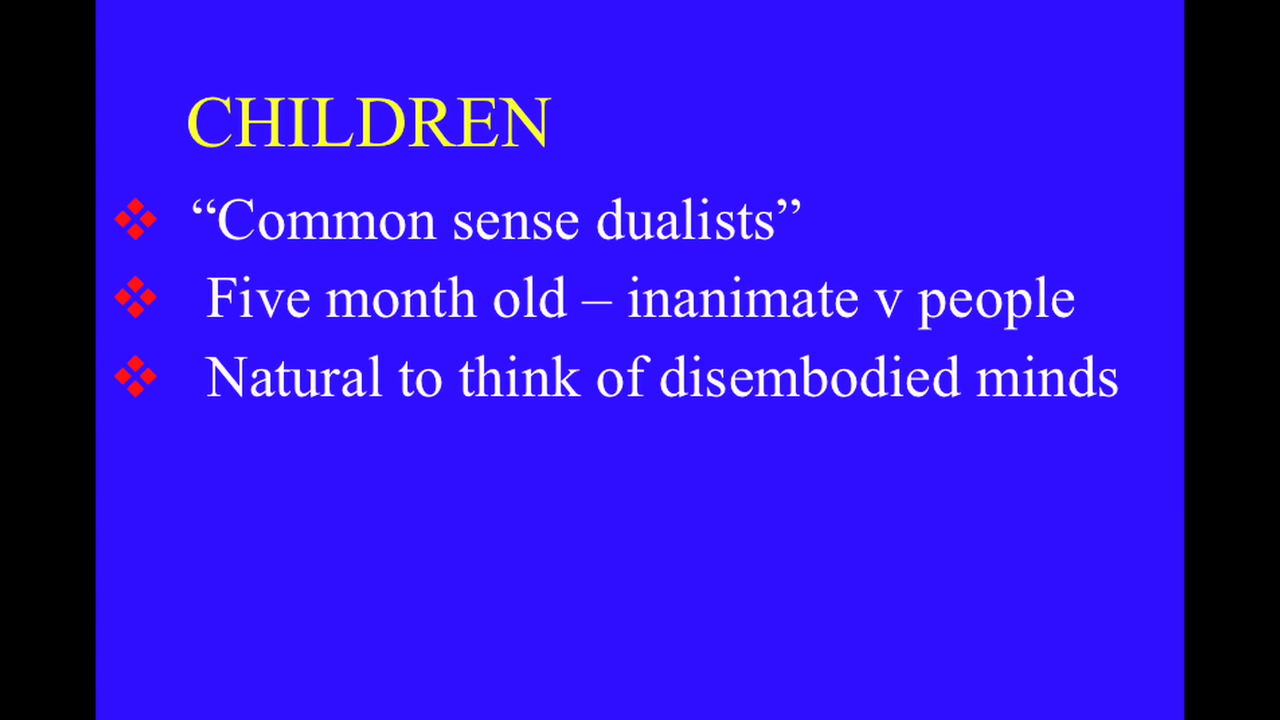 CHILDREN
“Common sense dualists”
Five month old – inanimate v people
Natural to think of disembodied minds